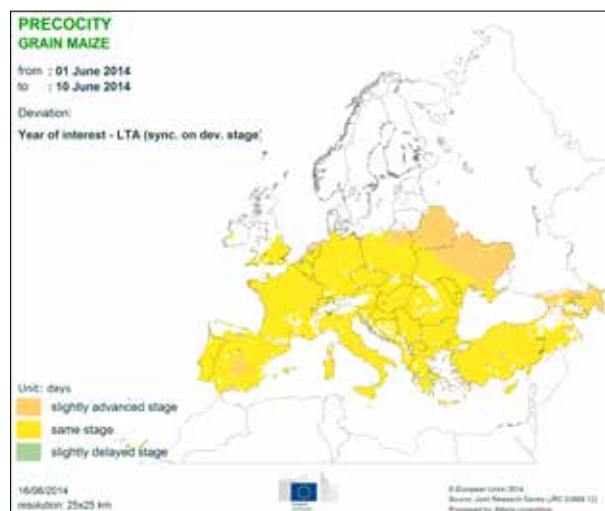 PRECOCITY
GRAIN MAIZE
from : 01 June 2014
to : 10 June 2014
Deviation:
Year of interest - LTA (sync. on dev. stage)
Unit: days
slightly advanced stage
same stage
slightly delayed stage
16/06/2014
resolution: 25x25 km
© European Union 2014
Source: Joint Research Centre